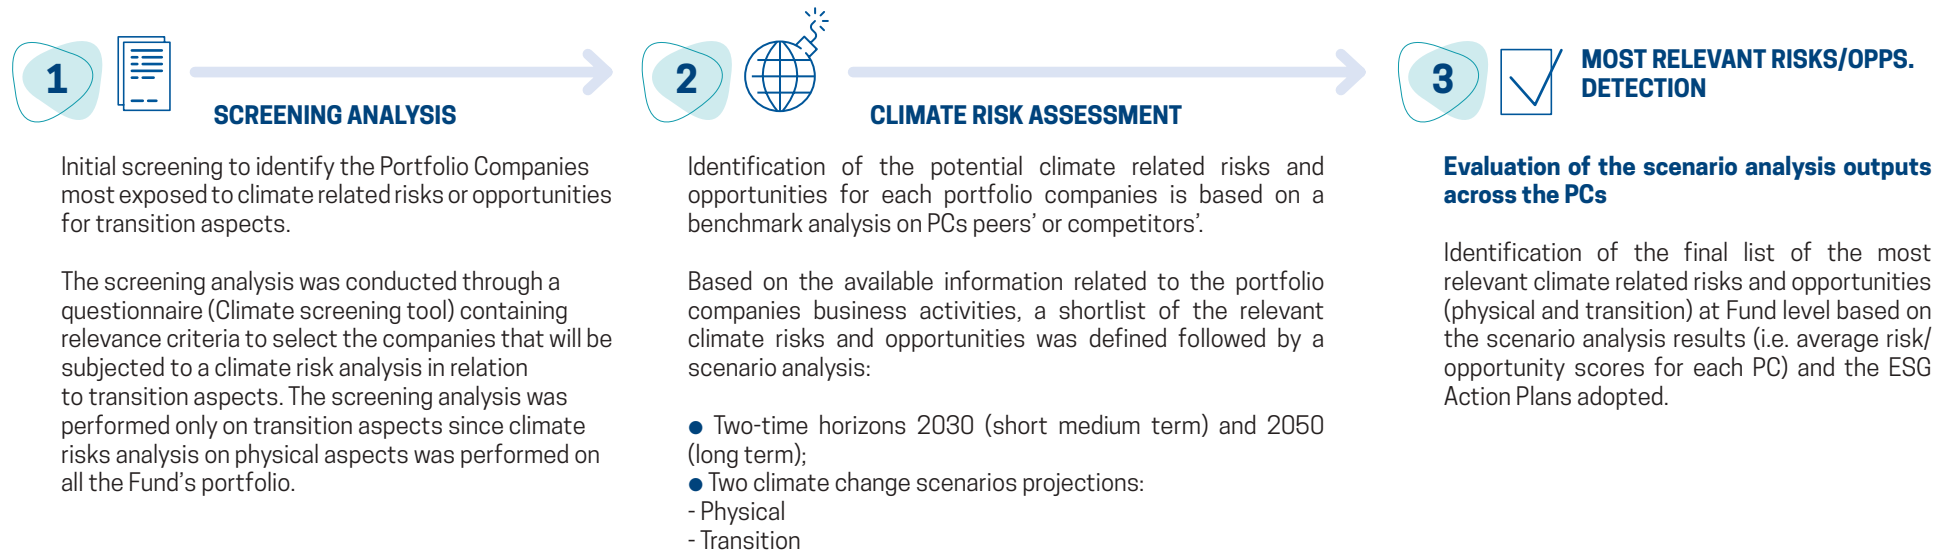 1
SCREENING ANALYSIS
Initial screening to identify the Portfolio Companies
most exposed to climate related risks or opportunities
for transition aspects.
The screening analysis was conducted through a
questionnaire (Climate screening tool) containing
relevance criteria to select the companies that will be
subjected to a climate risk analysis in relation
to transition aspects. The screening analysis was
performed only on transition aspects since climate
risks analysis on physical aspects was performed on
all the Fund's portfolio.
2
CLIMATE RISK ASSESSMENT
Identification of the potential climate related risks and
opportunities for each portfolio companies is based on a
benchmark analysis on PCs peers' or competitors'.
Based on the available information related to the portfolio
companies business activities, a shortlist of the relevant
climate risks and opportunities was defined followed by a
scenario analysis:
● Two-time horizons 2030 (short medium term) and 2050
(long term);
● Two climate change scenarios projections:
- Physical
- Transition
3
MOST RELEVANT RISKS/OPPS.
DETECTION
Evaluation of the scenario analysis outputs
across the PCs
Identification of the final list of the most
relevant climate related risks and opportunities
(physical and transition) at Fund level based on
the scenario analysis results (i.e. average risk/
opportunity scores for each PC) and the ESG
Action Plans adopted.